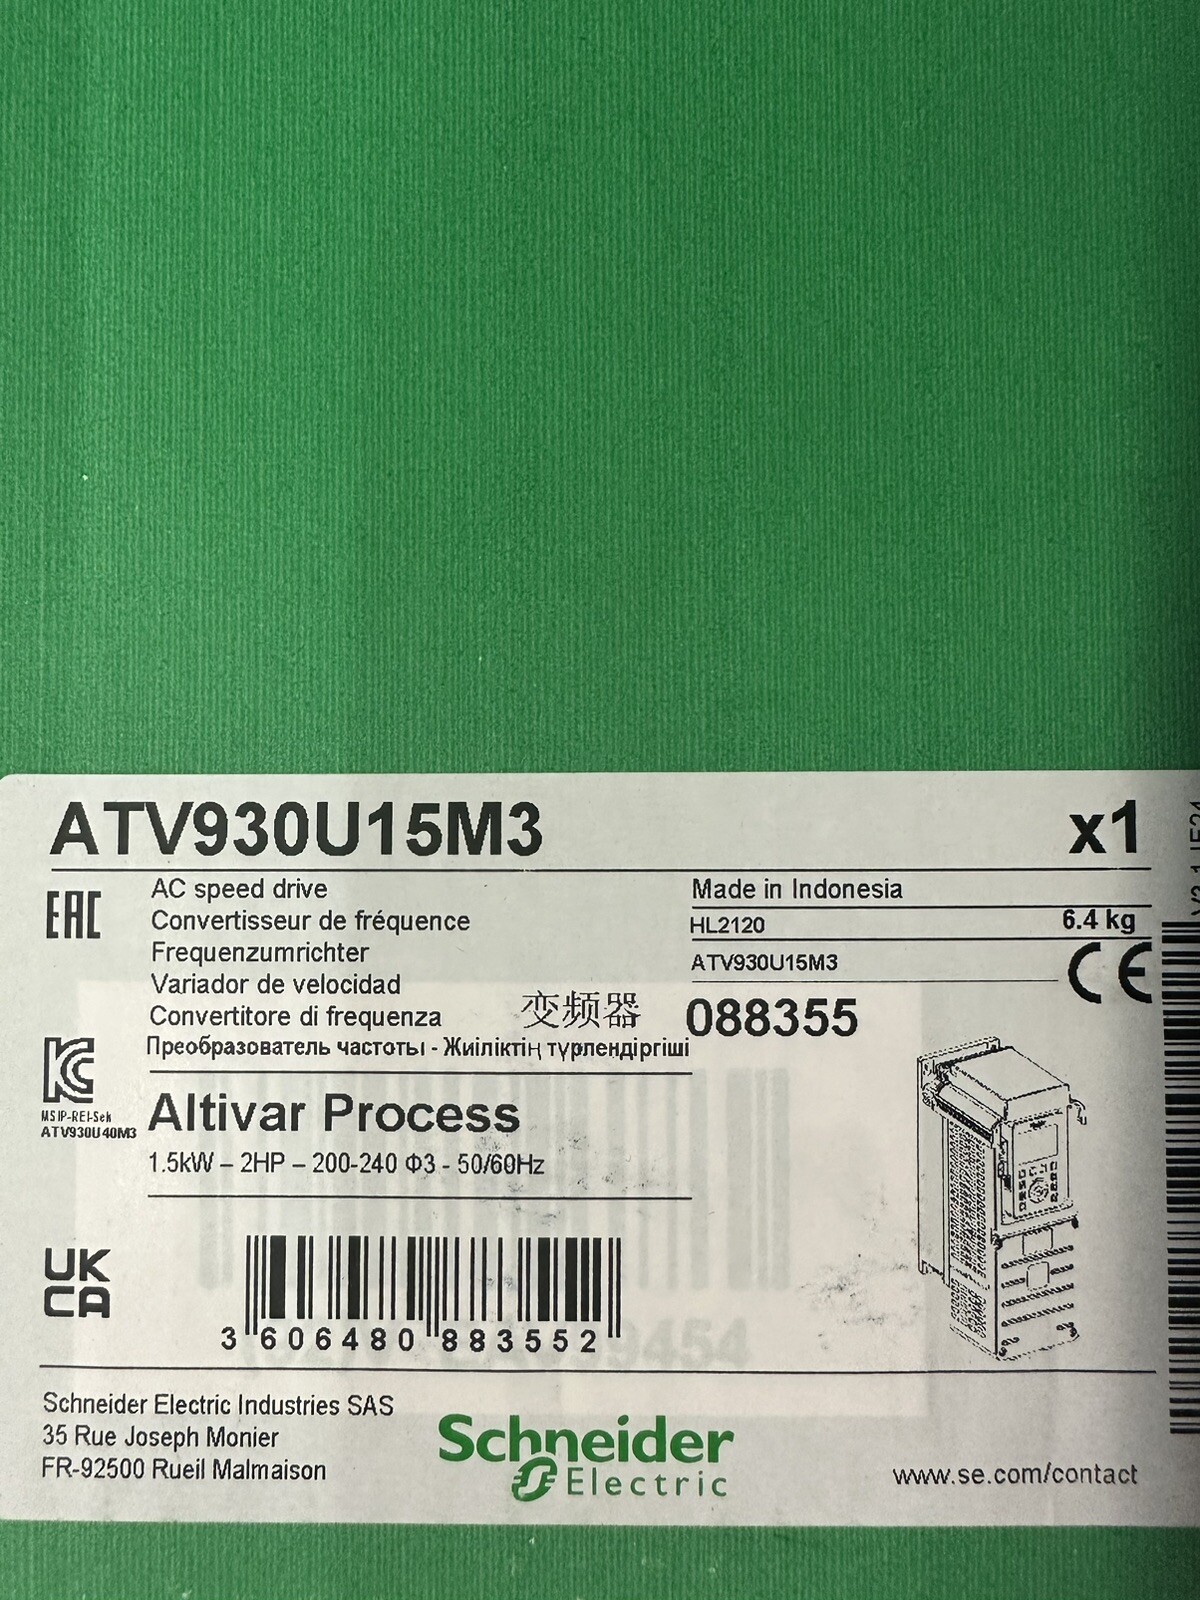 ATV930U15M3
x1
EAC
AC speed drive
Convertisseur de fréquence
Frequenzumrichter
Variador de velocidad
Convertitore di frequenza
变频器
Преобразователь частоты - Жиіліктің түрлендіргіші
Made in Indonesia
HL2120
6.4 kg
ATV930U15M3
CE
088355
MSIP-REI-Seh
ATV930U40M3
Altivar Process
1.5kW – 2HP – 200-240 Φ3 - 50/60Hz
UK
CA
3 606480 883552
Schneider Electric Industries SAS
35 Rue Joseph Monier
FR-92500 Rueil Malmaison
Schneider
Electric
www.se.com/contact